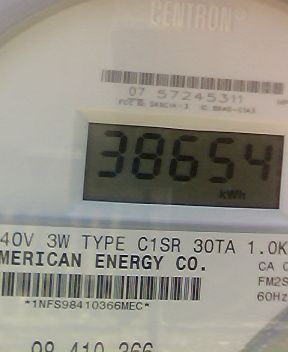 CENTRON
07 57245311
38654
kWh
40V 3W TYPE C1SR 30TA 1.0K
MERICAN ENERGY CO.
CA 0
FM2S
60Hz
*1NFS98410366MEC*
98 410 366